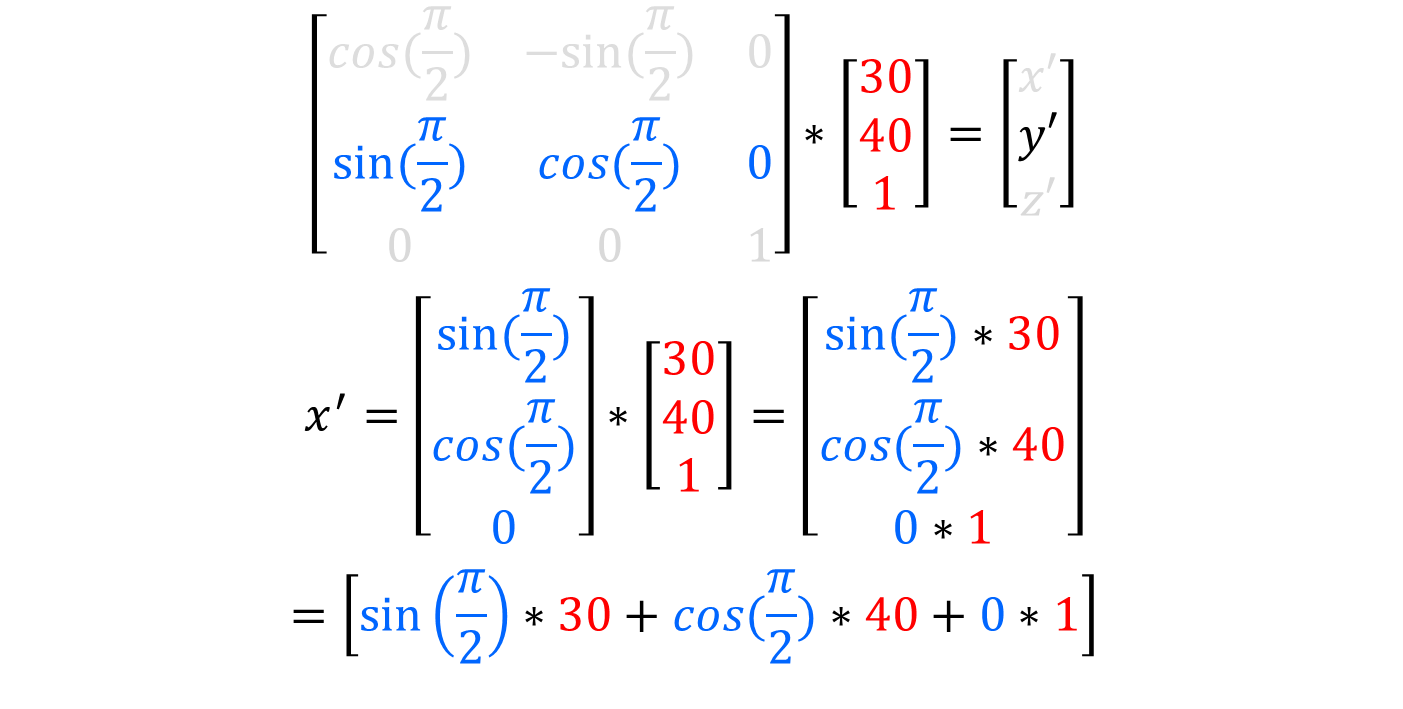 [cos(π/2) −sin(π/2) 0
sin(π/2) cos(π/2) 0
0 0 1] * [30
40
1] = [x′
y′
z′]
x′ = [sin(π/2)
cos(π/2)
0] * [30
40
1] = [sin(π/2) * 30
cos(π/2) * 40
0 * 1]
= [sin (π/2) * 30 + cos(π/2) * 40 + 0 * 1]